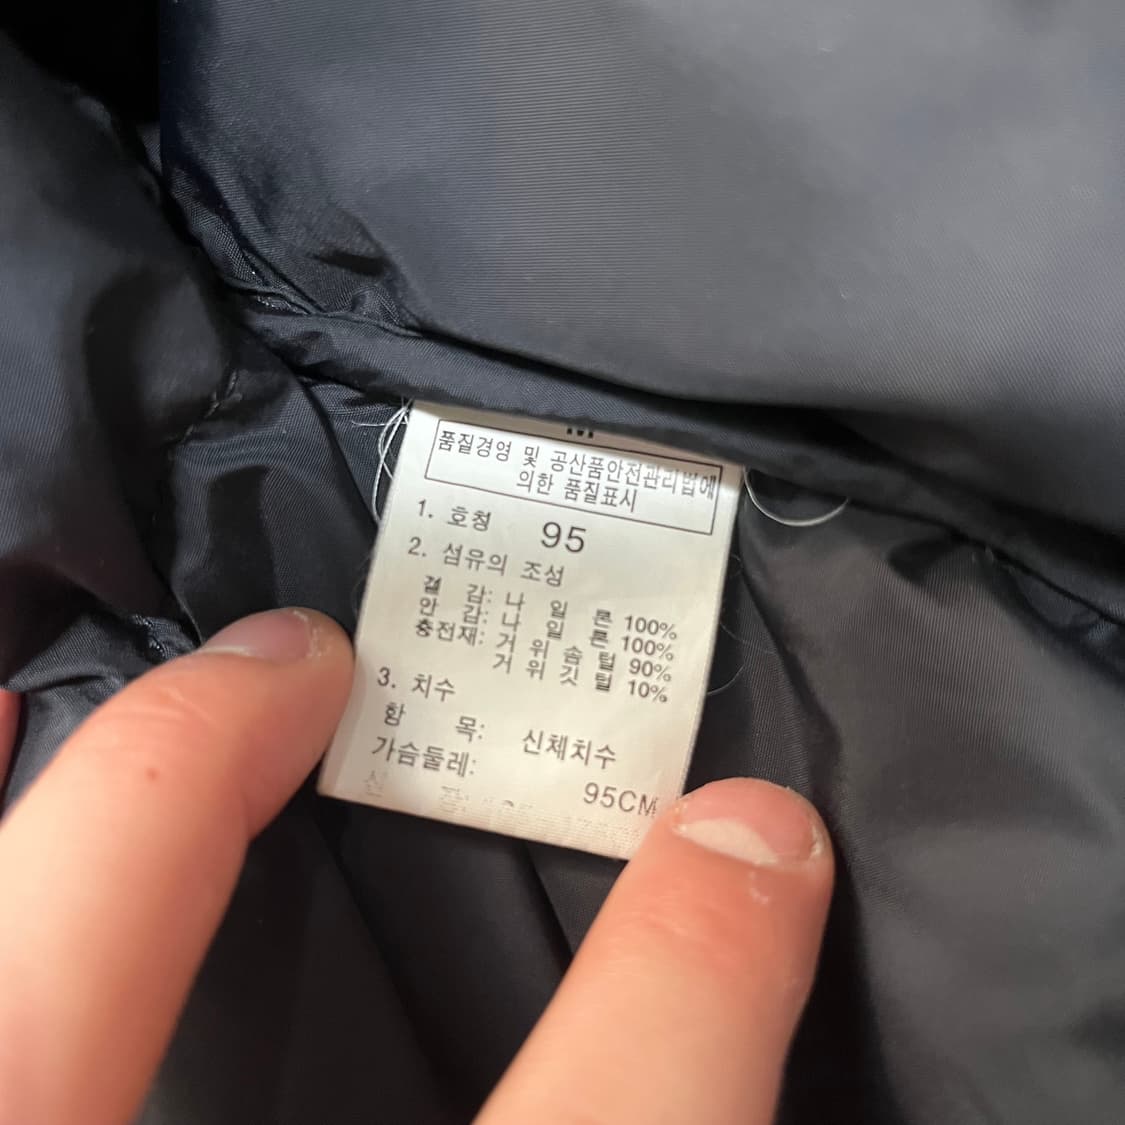 M
품질경영 및 공산품안전관리법에
의한 품질표시
1. 호칭 95
2. 섬유의 조성
겉 감: 나 일 론 100%
안 감: 나 일 론 100%
충전재: 거 위 솜 털 90%
거 위 깃 털 10%
3. 치수
항 목: 신체치수
가슴둘레: 95CM